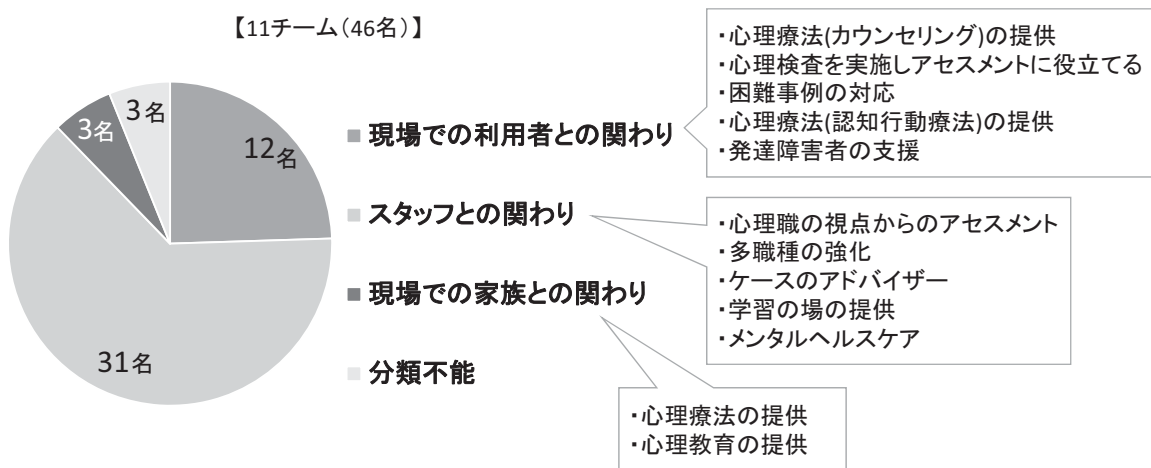 【11チーム(46名)】
3名
3名
12名
31名
■現場での利用者との関わり
■スタッフとの関わり
■現場での家族との関わり
■分類不能
・心理療法(カウンセリング)の提供
・心理検査を実施しアセスメントに役立てる
・困難事例の対応
・心理療法(認知行動療法)の提供
・発達障害者の支援
・心理職の視点からのアセスメント
・多職種の強化
・ケースのアドバイザー
・学習の場の提供
・メンタルヘルスケア
・心理療法の提供
・心理教育の提供